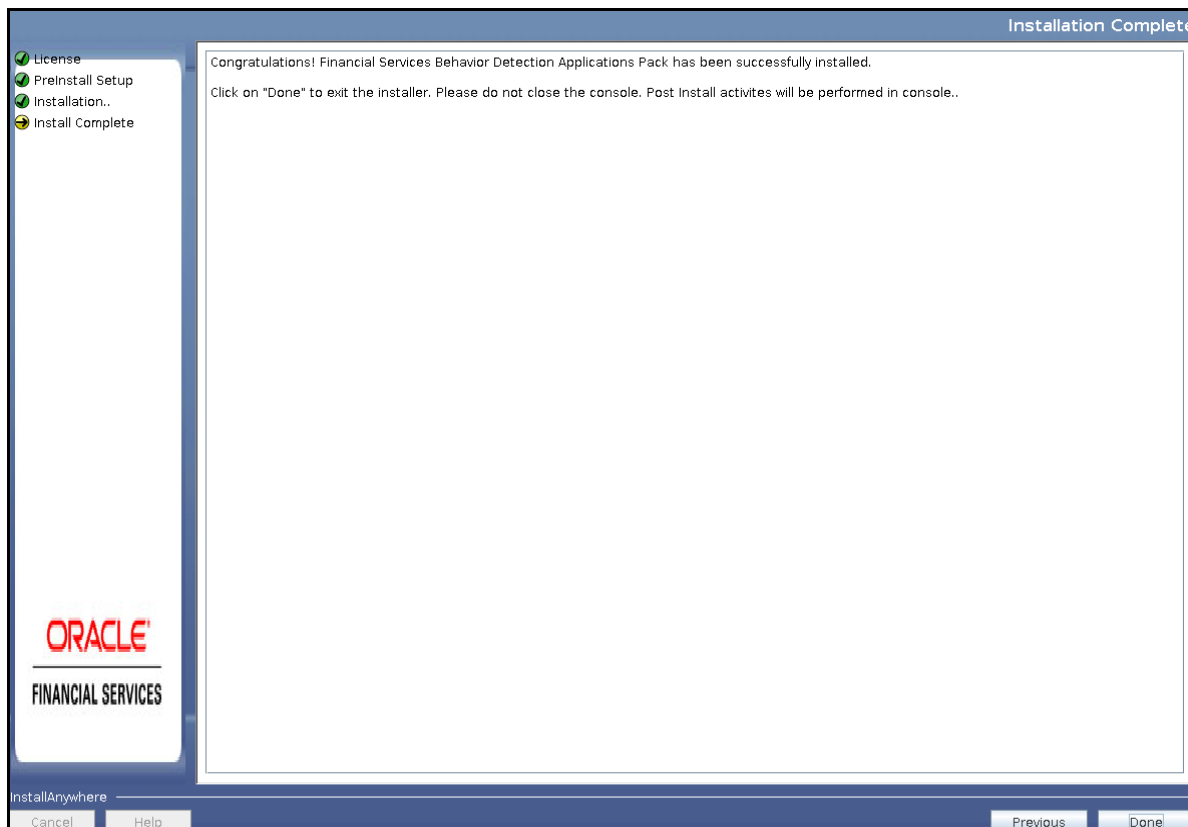 Installation Complete
License
PreInstall Setup
Installation..
Install Complete
Congratulations! Financial Services Behavior Detection Applications Pack has been successfully installed.
Click on "Done" to exit the installer. Please do not close the console. Post Install activites will be performed in console..
ORACLE
FINANCIAL SERVICES
InstallAnywhere
Cancel
Help
Previous
Done